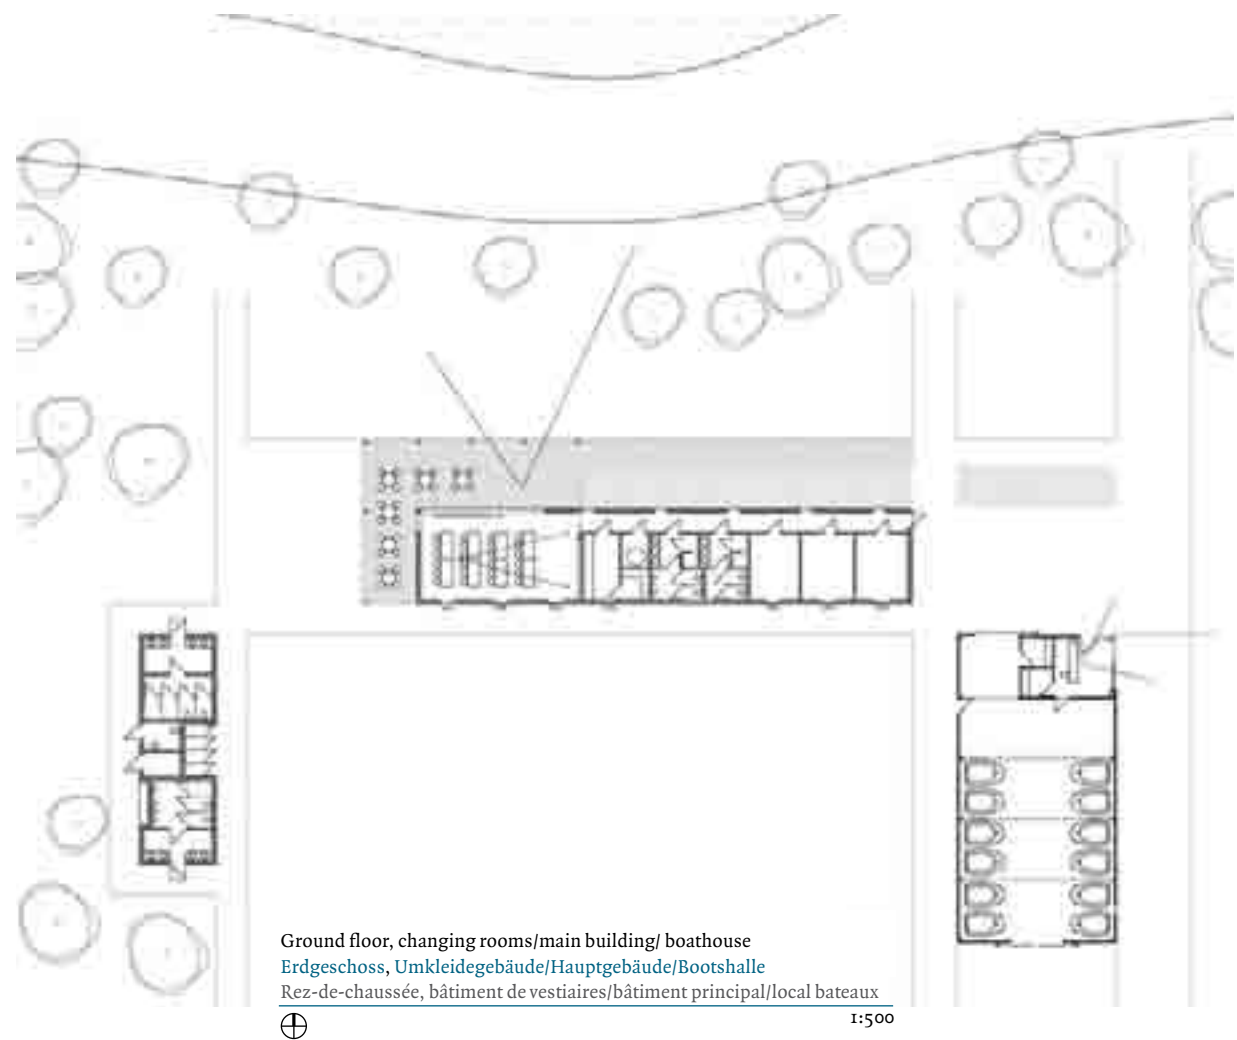 Ground floor, changing rooms/main building/ boathouse
Erdgeschoss, Umkleidegebäude/Hauptgebäude/Bootshalle
Rez-de-chaussée, bâtiment de vestiaires/bâtiment principal/local bateaux
1:500